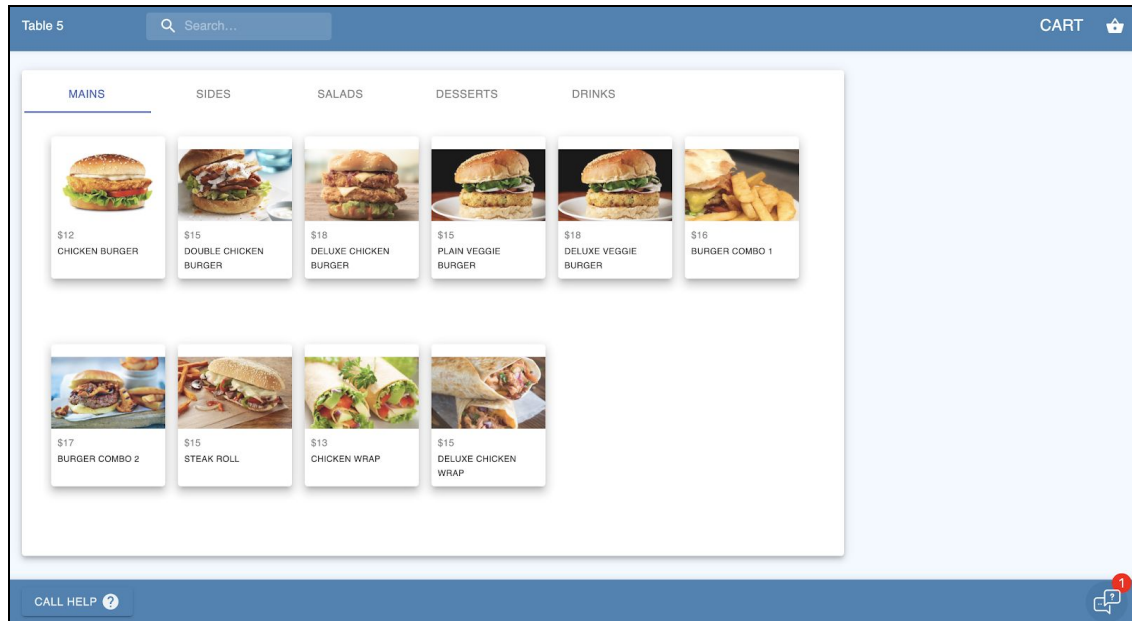 Table 5
Search...
CART
MAINS
SIDES
SALADS
DESSERTS
DRINKS
$12
CHICKEN BURGER
$15
DOUBLE CHICKEN
BURGER
$18
DELUXE CHICKEN
BURGER
$15
PLAIN VEGGIE
BURGER
$18
DELUXE VEGGIE
BURGER
$16
BURGER COMBO 1
$17
BURGER COMBO 2
$15
STEAK ROLL
$13
CHICKEN WRAP
$15
DELUXE CHICKEN
WRAP
CALL HELP ?
1
?